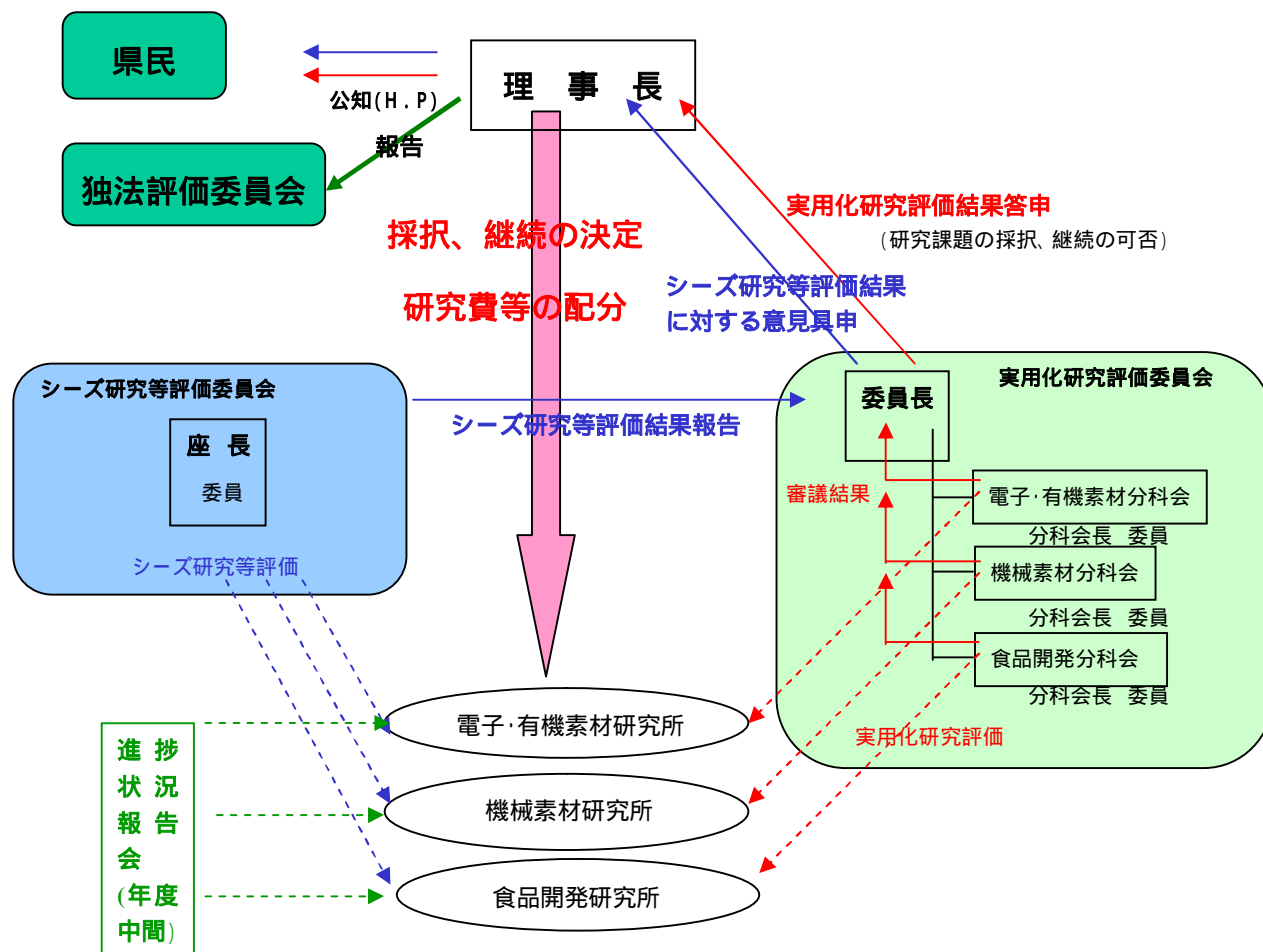 県民
理 事 長
公知(H.P)
報告
独法評価委員会
採択、継続の決定
研究費等の配分
実用化研究評価結果答申
(研究課題の採択、継続の可否)
シーズ研究等評価結果
に対する意見具申
シーズ研究等評価委員会
座 長
委員
シーズ研究等評価
シーズ研究等評価結果報告
実用化研究評価委員会
委員長
審議結果
電子・有機素材分科会
分科会長 委員
機械素材分科会
分科会長 委員
食品開発分科会
分科会長 委員
実用化研究評価
進 捗
状 況
報 告
会
(年度
中間)
電子・有機素材研究所
機械素材研究所
食品開発研究所